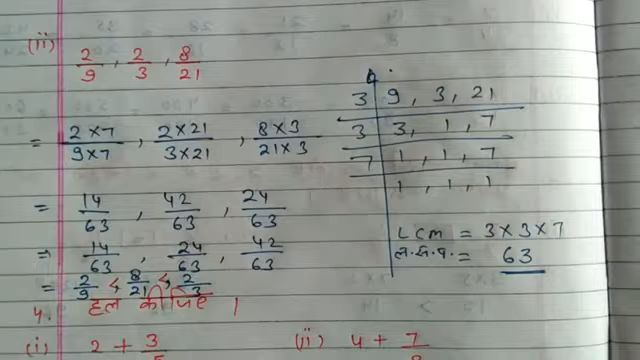 (ii) 2/9 , 2/3 , 8/21
= 2×7/9×7 , 2×21/3×21 , 8×3/21×3
= 14/63 , 42/63 , 24/63
= 14/63 , 24/63 , 42/63
= 2/9 < 8/21 < 2/3
3 | 9 , 3 , 21
3 | 3 , 1 , 7
7 | 1 , 1 , 7
1 , 1 , 1
LCM = 3×3×7
ल.स.प. = 63
4. हल कीजिए ।
(i) 2 + 3/5 (ii) 4 + 7/